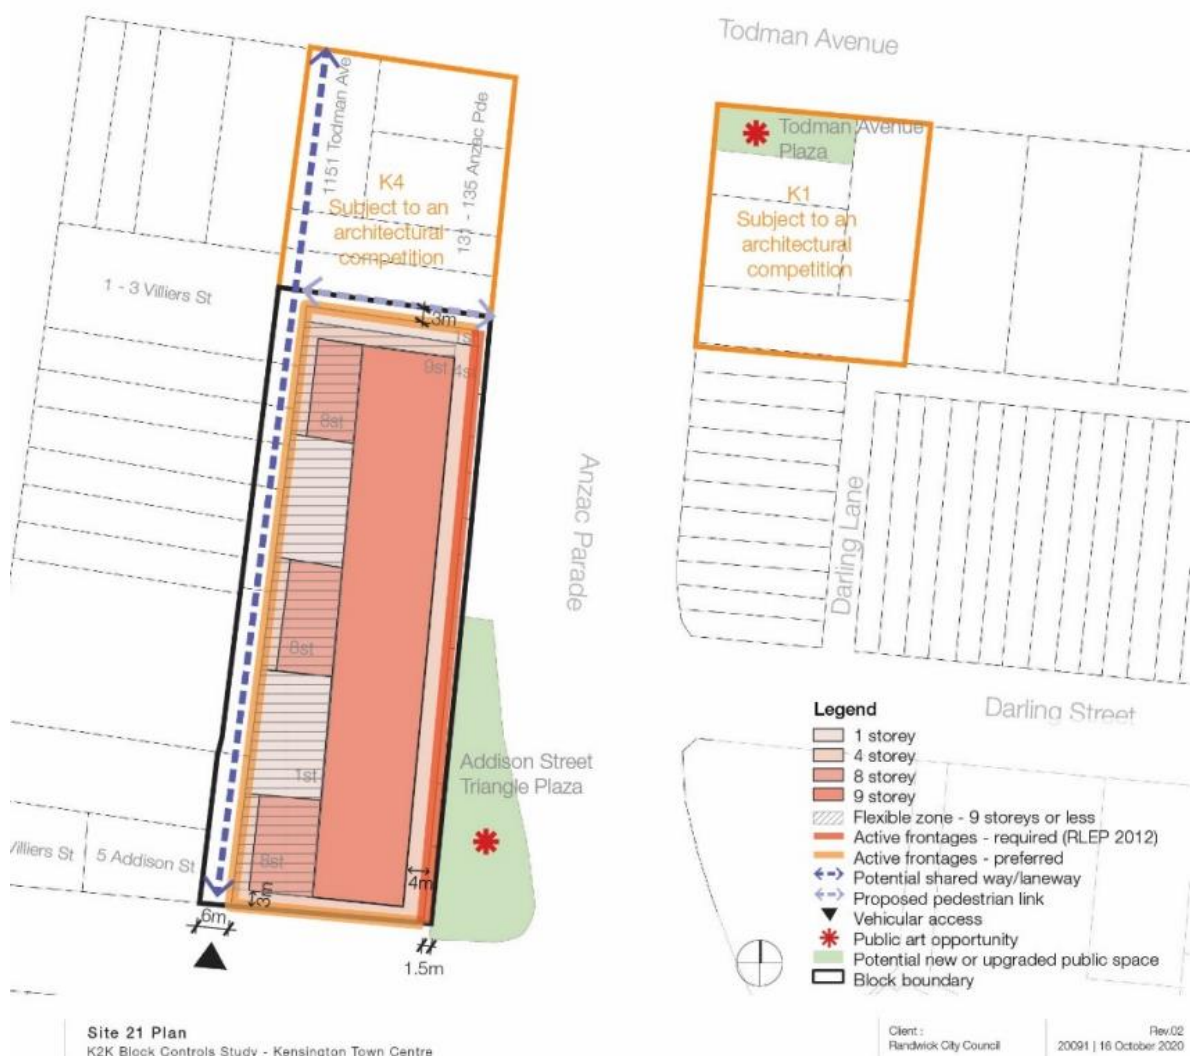 Todman Avenue
1151 Todman Ave
131 - 135 Anzac Pde
K4
Subject to an
architectural
competition
Todman Avenue
Plaza
K1
Subject to an
architectural
competition
1 - 3 Villiers St
3m
1st
9st 4st
8st
Anzac Parade
Darling Lane
8st
1st
Addison Street
Triangle Plaza
Darling Street
Villiers St
5 Addison St
8st
3m
4m
6m
1.5m
Legend
1 storey
4 storey
8 storey
9 storey
Flexible zone - 9 storeys or less
Active frontages - required (RLEP 2012)
Active frontages - preferred
Potential shared way/laneway
Proposed pedestrian link
Vehicular access
Public art opportunity
Potential new or upgraded public space
Block boundary
Site 21 Plan
K2K Block Controls Study - Kensington Town Centre
Client :
Randwick City Council
Rev.02
20091 | 16 October 2020